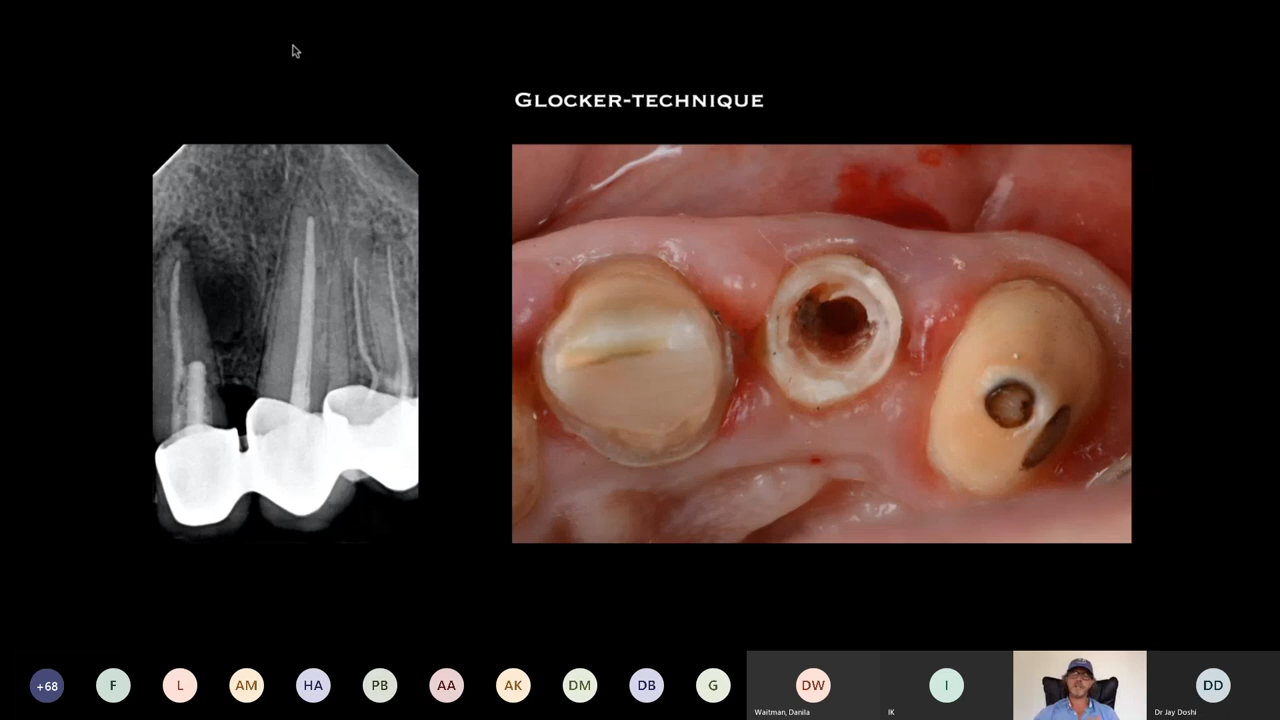 Glocker-technique
+68
F
L
AM
HA
PB
AA
AK
DM
DB
G
DW
I
DD
Waitman, Danila
IK
Dr Jay Doshi